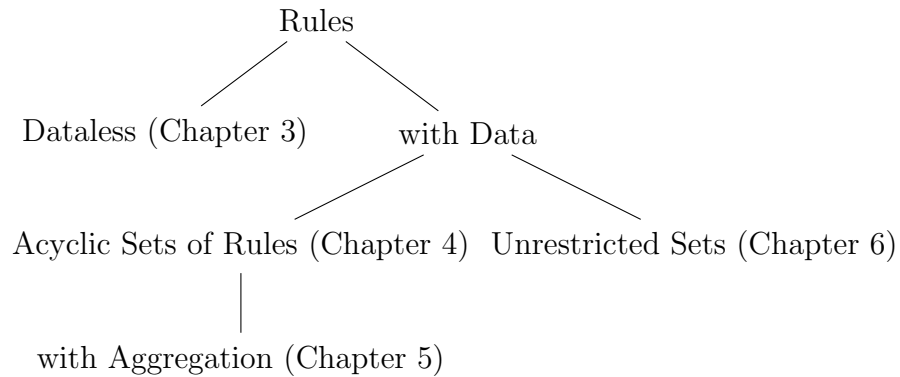 Rules
Dataless (Chapter 3)
with Data
Acyclic Sets of Rules (Chapter 4)
Unrestricted Sets (Chapter 6)
with Aggregation (Chapter 5)